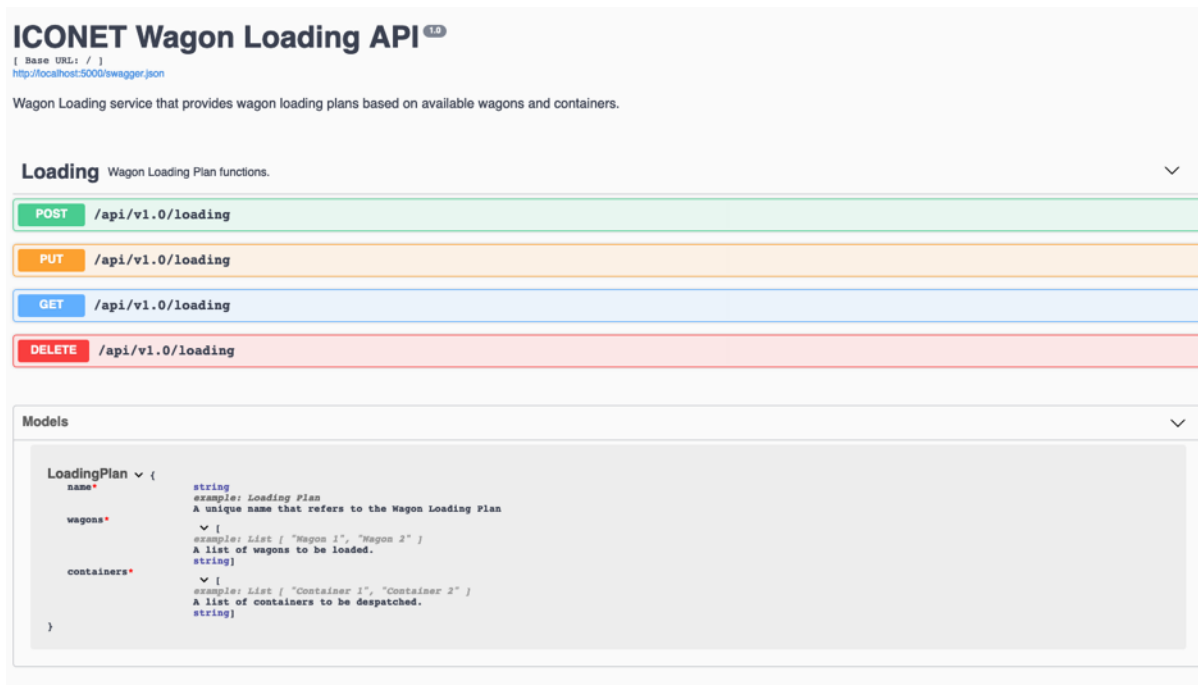 ICONET Wagon Loading API 1.0
[ Base URL: / ]
http://localhost:5000/swagger.json
Wagon Loading service that provides wagon loading plans based on available wagons and containers.
Loading Wagon Loading Plan functions.
POST /api/v1.0/loading
PUT /api/v1.0/loading
GET /api/v1.0/loading
DELETE /api/v1.0/loading
Models
LoadingPlan {
name* string
example: Loading Plan
A unique name that refers to the Wagon Loading Plan
wagons* [
example: List [ "Wagon 1", "Wagon 2" ]
A list of wagons to be loaded.
string]
containers* [
example: List [ "Container 1", "Container 2" ]
A list of containers to be despatched.
string]
}